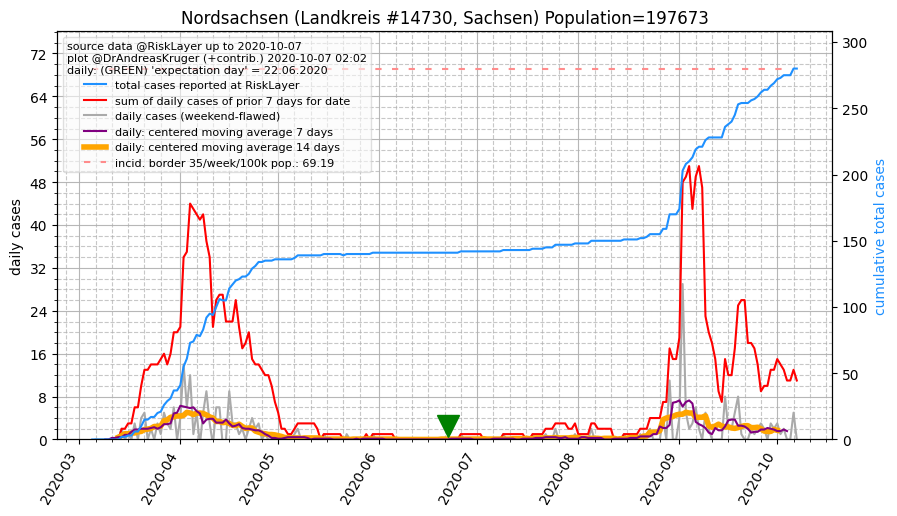 Nordsachsen (Landkreis #14730, Sachsen) Population=197673
source data @RiskLayer up to 2020-10-07
plot @DrAndreasKruger (+contrib.) 2020-10-07 02:02
daily: (GREEN) 'expectation day' = 22.06.2020
total cases reported at RiskLayer
sum of daily cases of prior 7 days for date
daily cases (weekend-flawed)
daily: centered moving average 7 days
daily: centered moving average 14 days
incid. border 35/week/100k pop.: 69.19
daily cases
72
64
56
48
40
32
24
16
8
0
cumulative total cases
300
250
200
150
100
50
0
2020-03
2020-04
2020-05
2020-06
2020-07
2020-08
2020-09
2020-10